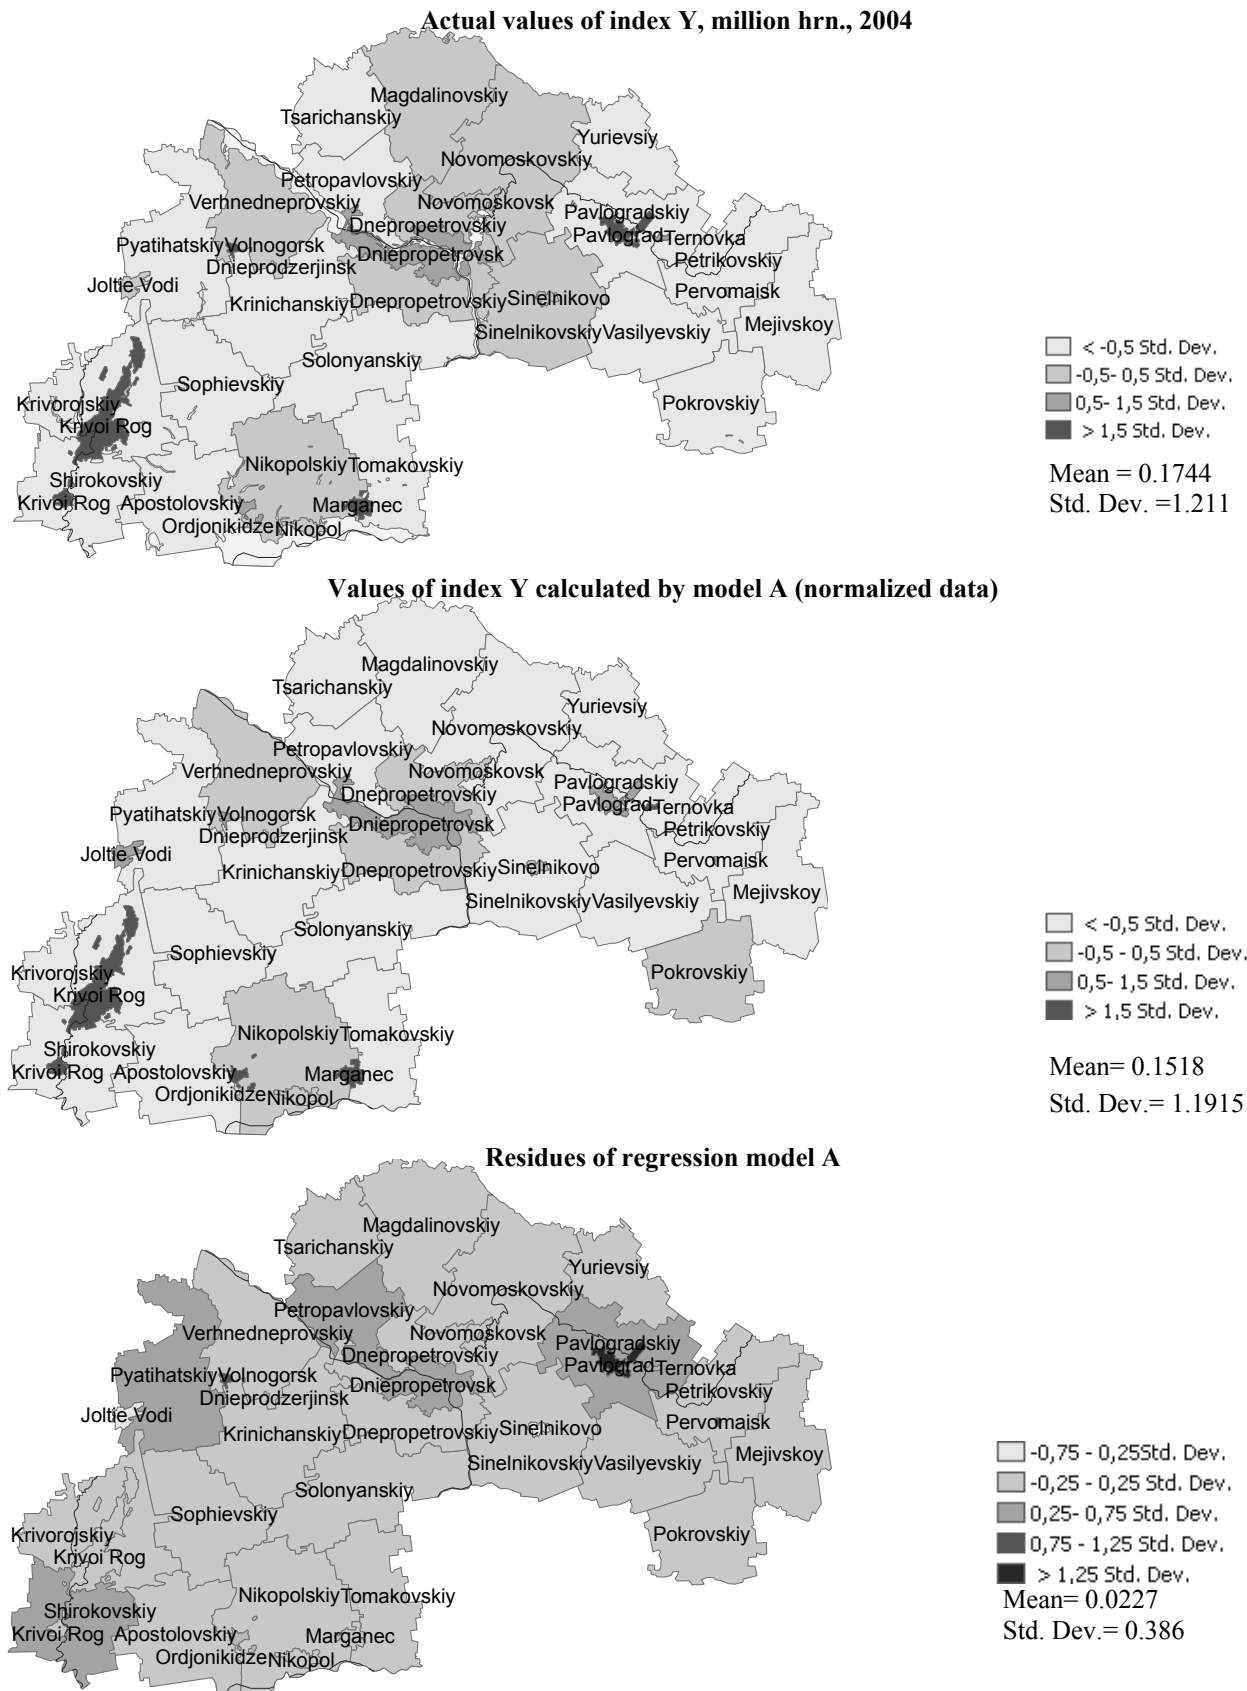 Actual values of index Y, million hrn., 2004
Magdalinovskiy
Tsarichanskiy
Yurievsiy
Novomoskovskiy
Petropavlovskiy
Verhnedneprovskiy
Novomoskovsk
Pavlogradskiy
Dnepropetrovskiy
Pavlograd
Ternovka
Pyatihatskiy
Volnogorsk
Dniepropetrovsk
Petrikovskiy
Dnieprodzerjinsk
Joltie Vodi
Pervomaisk
Krinichanskiy
Dnepropetrovskiy
Sinelnikovo
Mejivskoy
Sinelnikovskiy
Vasilyevskiy
Solonyanskiy
Sophievskiy
Pokrovskiy
Krivorojskiy
Krivoi Rog
Nikopolskiy
Tomakovskiy
Shirokovskiy
Krivoi Rog
Apostolovskiy
Marganec
Ordjonikidze
Nikopol
< -0,5 Std. Dev.
-0,5- 0,5 Std. Dev.
0,5- 1,5 Std. Dev.
> 1,5 Std. Dev.
Mean = 0.1744
Std. Dev. =1.211
Values of index Y calculated by model A (normalized data)
Magdalinovskiy
Tsarichanskiy
Yurievsiy
Novomoskovskiy
Petropavlovskiy
Verhnedneprovskiy
Novomoskovsk
Pavlogradskiy
Dnepropetrovskiy
Pavlograd
Ternovka
Pyatihatskiy
Volnogorsk
Dniepropetrovsk
Petrikovskiy
Dnieprodzerjinsk
Joltie Vodi
Pervomaisk
Krinichanskiy
Dnepropetrovskiy
Sinelnikovo
Mejivskoy
Sinelnikovskiy
Vasilyevskiy
Solonyanskiy
Sophievskiy
Pokrovskiy
Krivorojskiy
Krivoi Rog
Nikopolskiy
Tomakovskiy
Shirokovskiy
Krivoi Rog
Apostolovskiy
Marganec
Ordjonikidze
Nikopol
< -0,5 Std. Dev.
-0,5 - 0,5 Std. Dev.
0,5- 1,5 Std. Dev.
> 1,5 Std. Dev.
Mean= 0.1518
Std. Dev.= 1.1915
Residues of regression model A
Magdalinovskiy
Tsarichanskiy
Yurievsiy
Novomoskovskiy
Petropavlovskiy
Verhnedneprovskiy
Novomoskovsk
Pavlogradskiy
Dnepropetrovskiy
Pavlograd
Ternovka
Pyatihatskiy
Volnogorsk
Dniepropetrovsk
Petrikovskiy
Dnieprodzerjinsk
Joltie Vodi
Pervomaisk
Krinichanskiy
Dnepropetrovskiy
Sinelnikovo
Mejivskoy
Sinelnikovskiy
Vasilyevskiy
Solonyanskiy
Sophievskiy
Pokrovskiy
Krivorojskiy
Krivoi Rog
Nikopolskiy
Tomakovskiy
Shirokovskiy
Krivoi Rog
Apostolovskiy
Marganec
Ordjonikidze
Nikopol
-0,75 - 0,25Std. Dev.
-0,25 - 0,25 Std. Dev.
0,25- 0,75 Std. Dev.
0,75 - 1,25 Std. Dev.
> 1,25 Std. Dev.
Mean= 0.0227
Std. Dev.= 0.386